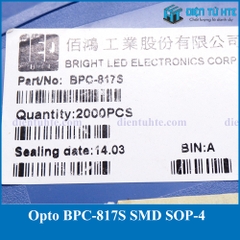 ĐIỆN TỬ HTE
LED
佰鴻工業股份有限公司
BRIGHT LED ELECTRONICS CORP
Part/No: BPC-817S
Quantity:2000PCS
dientuhte.com
Sealing date:14.03
BIN:A
Opto BPC-817S SMD SOP-4